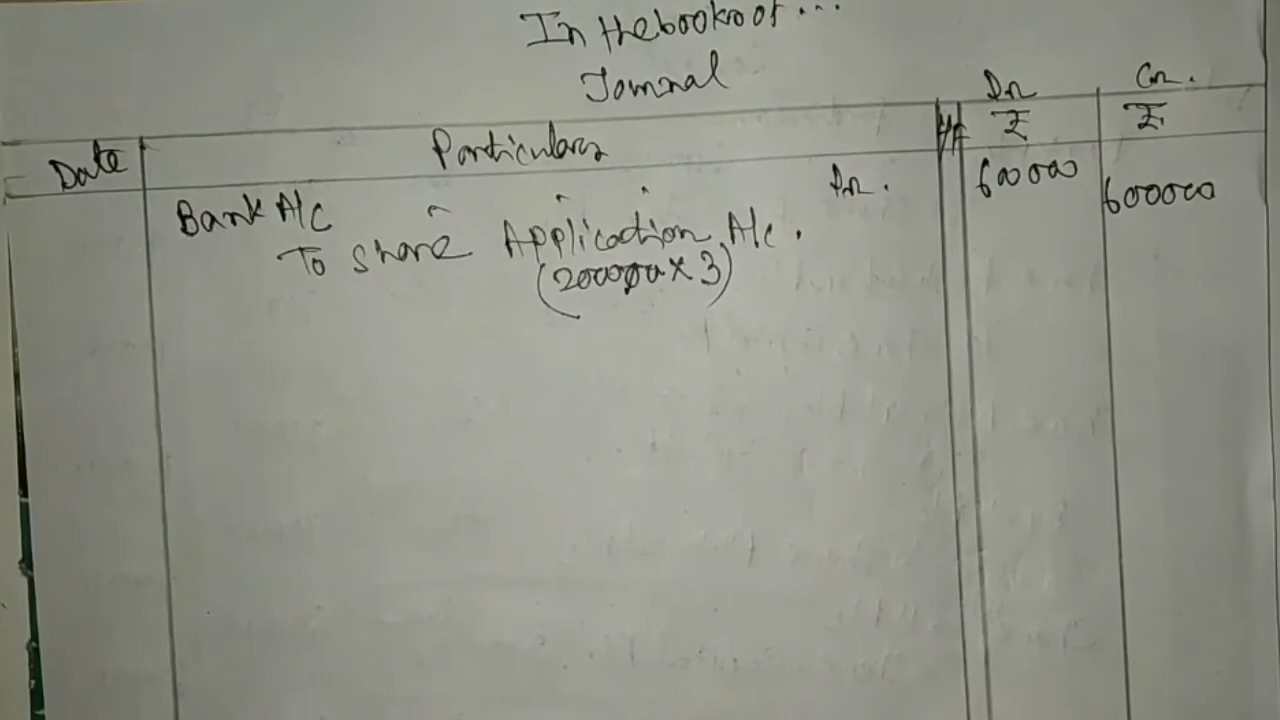 In the books of ...
Journal
Dr Cr.
Date Particulars L/F ₹ ₹
Bank A/c Dr. 600000
To share Application A/c. 600000
(200000 × 3)